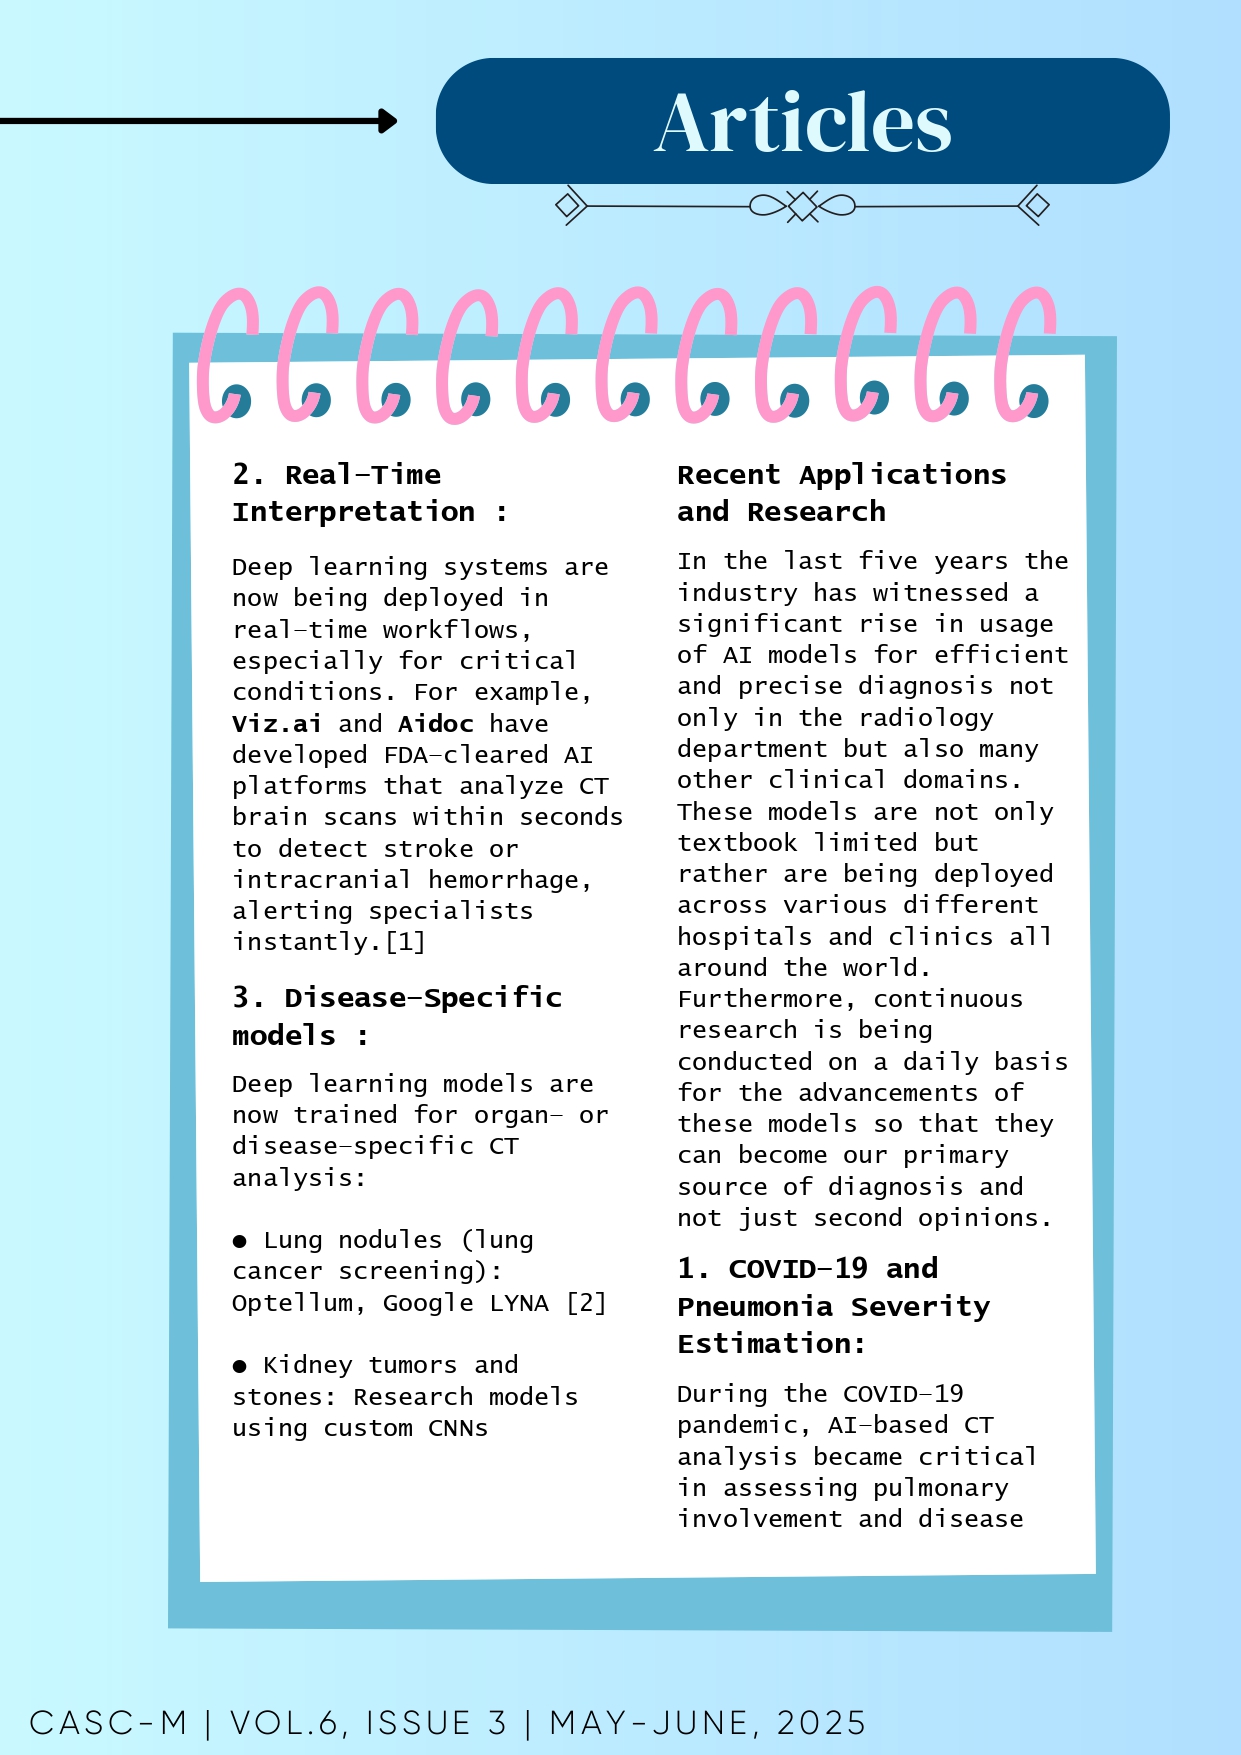 Articles
2. Real-Time
Interpretation :
Deep learning systems are
now being deployed in
real-time workflows,
especially for critical
conditions. For example,
Viz.ai and Aidoc have
developed FDA-cleared AI
platforms that analyze CT
brain scans within seconds
to detect stroke or
intracranial hemorrhage,
alerting specialists
instantly.[1]
3. Disease-Specific
models :
Deep learning models are
now trained for organ- or
disease-specific CT
analysis:
● Lung nodules (lung
cancer screening):
Optellum, Google LYNA [2]
● Kidney tumors and
stones: Research models
using custom CNNs
Recent Applications
and Research
In the last five years the
industry has witnessed a
significant rise in usage
of AI models for efficient
and precise diagnosis not
only in the radiology
department but also many
other clinical domains.
These models are not only
textbook limited but
rather are being deployed
across various different
hospitals and clinics all
around the world.
Furthermore, continuous
research is being
conducted on a daily basis
for the advancements of
these models so that they
can become our primary
source of diagnosis and
not just second opinions.
1. COVID-19 and
Pneumonia Severity
Estimation:
During the COVID-19
pandemic, AI-based CT
analysis became critical
in assessing pulmonary
involvement and disease
CASC-M | VOL.6, ISSUE 3 | MAY-JUNE, 2025